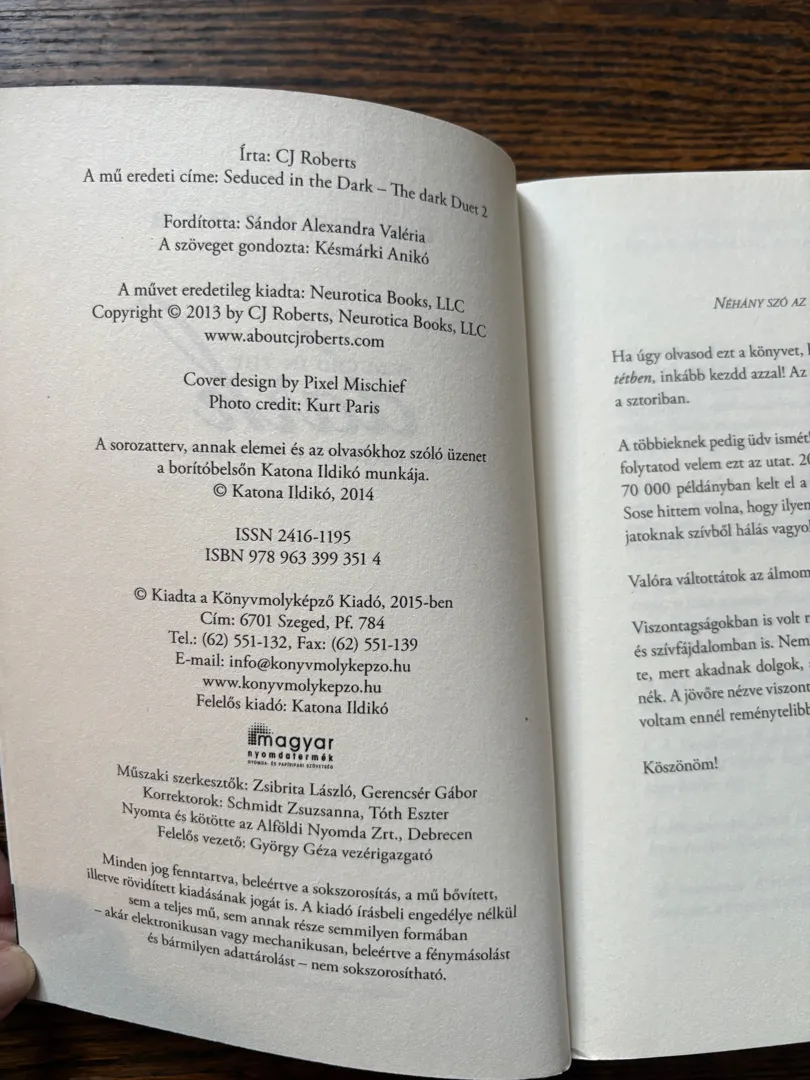 Írta: CJ Roberts
A mű eredeti címe: Seduced in the Dark – The dark Duet 2
Fordította: Sándor Alexandra Valéria
A szöveget gondozta: Késmárki Anikó
A művet eredetileg kiadta: Neurotica Books, LLC
Copyright © 2013 by CJ Roberts, Neurotica Books, LLC
www.aboutcjroberts.com
Cover design by Pixel Mischief
Photo credit: Kurt Paris
A sorozatterv, annak elemei és az olvasókhoz szóló üzenet
a borítóbelsőn Katona Ildikó munkája.
© Katona Ildikó, 2014
ISSN 2416-1195
ISBN 978 963 399 351 4
© Kiadta a Könyvmolyképző Kiadó, 2015-ben
Cím: 6701 Szeged, Pf. 784
Tel.: (62) 551-132, Fax: (62) 551-139
E-mail: info@konyvmolykepzo.hu
www.konyvmolykepzo.hu
Felelős kiadó: Katona Ildikó
magyar
nyomdatermék
NYOMDA- ÉS PAPÍRIPARI SZÖVETSÉG
Műszaki szerkesztők: Zsibrita László, Gerencsér Gábor
Korrektorok: Schmidt Zsuzsanna, Tóth Eszter
Nyomta és kötötte az Alföldi Nyomda Zrt., Debrecen
Felelős vezető: György Géza vezérigazgató
Minden jog fenntartva, beleértve a sokszorosítás, a mű bővített,
illetve rövidített kiadásának jogát is. A kiadó írásbeli engedélye nélkül
sem a teljes mű, sem annak része semmilyen formában
– akár elektronikusan vagy mechanikusan, beleértve a fénymásolást
és bármilyen adattárolást – nem sokszorosítható.
NÉHÁNY SZÓ AZ
Ha úgy olvasod ezt a könyvet,
tétben, inkább kezdd azzal! Az
a sztoriban.
A többieknek pedig üdv ismét!
folytatod velem ezt az utat. 20
70 000 példányban kelt el a
Sose hittem volna, hogy ilyen
jatoknak szívből hálás vagyo
Valóra váltottátok az álmom
Viszontagságokban is volt r
és szívfájdalomban is. Nem
te, mert akadnak dolgok,
nék. A jövőre nézve viszont
voltam ennél reménytelibb
Köszönöm!